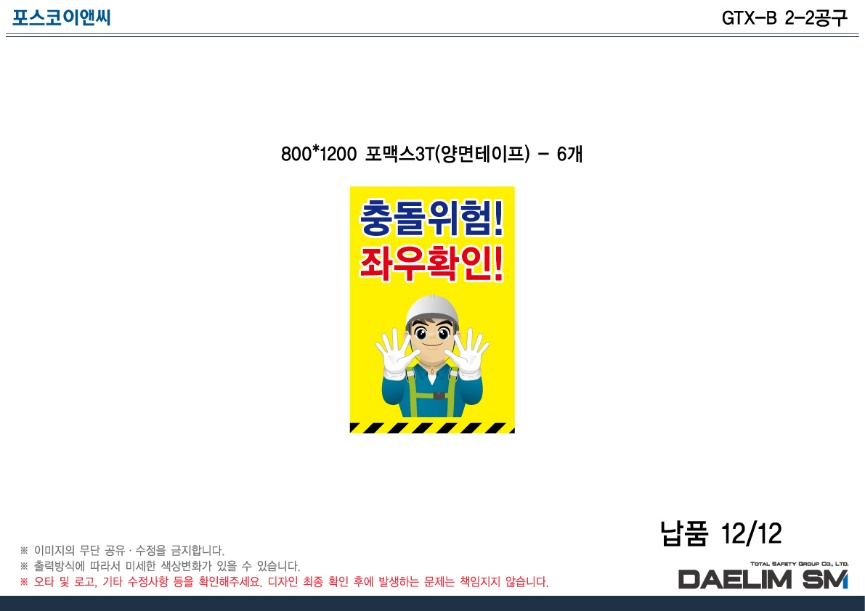 포스코이앤씨
GTX-B 2-2공구
800*1200 포맥스3T(양면테이프) - 6개
충돌위험!
좌우확인!
납품 12/12
※ 이미지의 무단 공유·수정을 금지합니다.
※ 출력방식에 따라서 미세한 색상변화가 있을 수 있습니다.
※ 오타 및 로고, 기타 수정사항 등을 확인해주세요. 디자인 최종 확인 후에 발생하는 문제는 책임지지 않습니다.
TOTAL SAFETY GROUP CO., LTD.
DAELIM SM